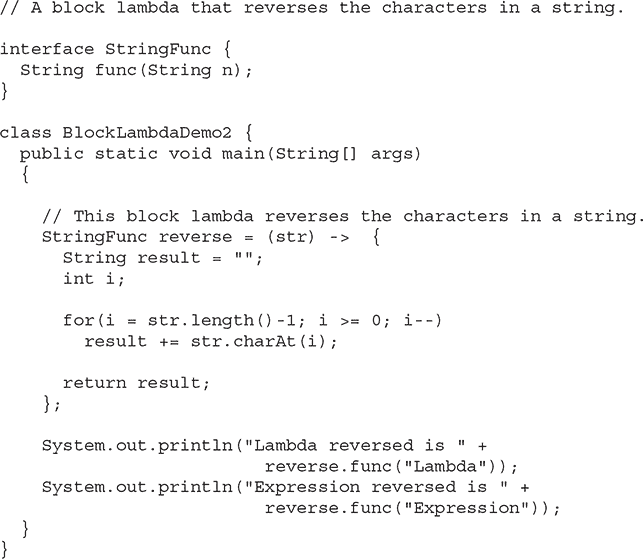 // A block lambda that reverses the characters in a string.
interface StringFunc {
  String func(String n);
}
class BlockLambdaDemo2 {
  public static void main(String[] args)
  {
    // This block lambda reverses the characters in a string.
    StringFunc reverse = (str) ->  {
      String result = "";
      int i;
      for(i = str.length()-1; i >= 0; i--)
        result += str.charAt(i);
      return result;
    };
    System.out.println("Lambda reversed is " +
                         reverse.func("Lambda"));
    System.out.println("Expression reversed is " +
                         reverse.func("Expression"));
  }
}